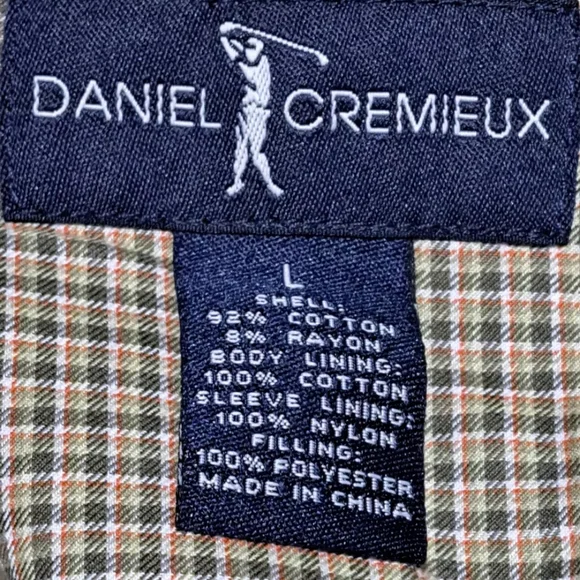 DANIEL CREMIEUX
L
SHELL:
92% COTTON
8% RAYON
BODY LINING:
100% COTTON
SLEEVE LINING:
100% NYLON
FILLING:
100% POLYESTER
MADE IN CHINA